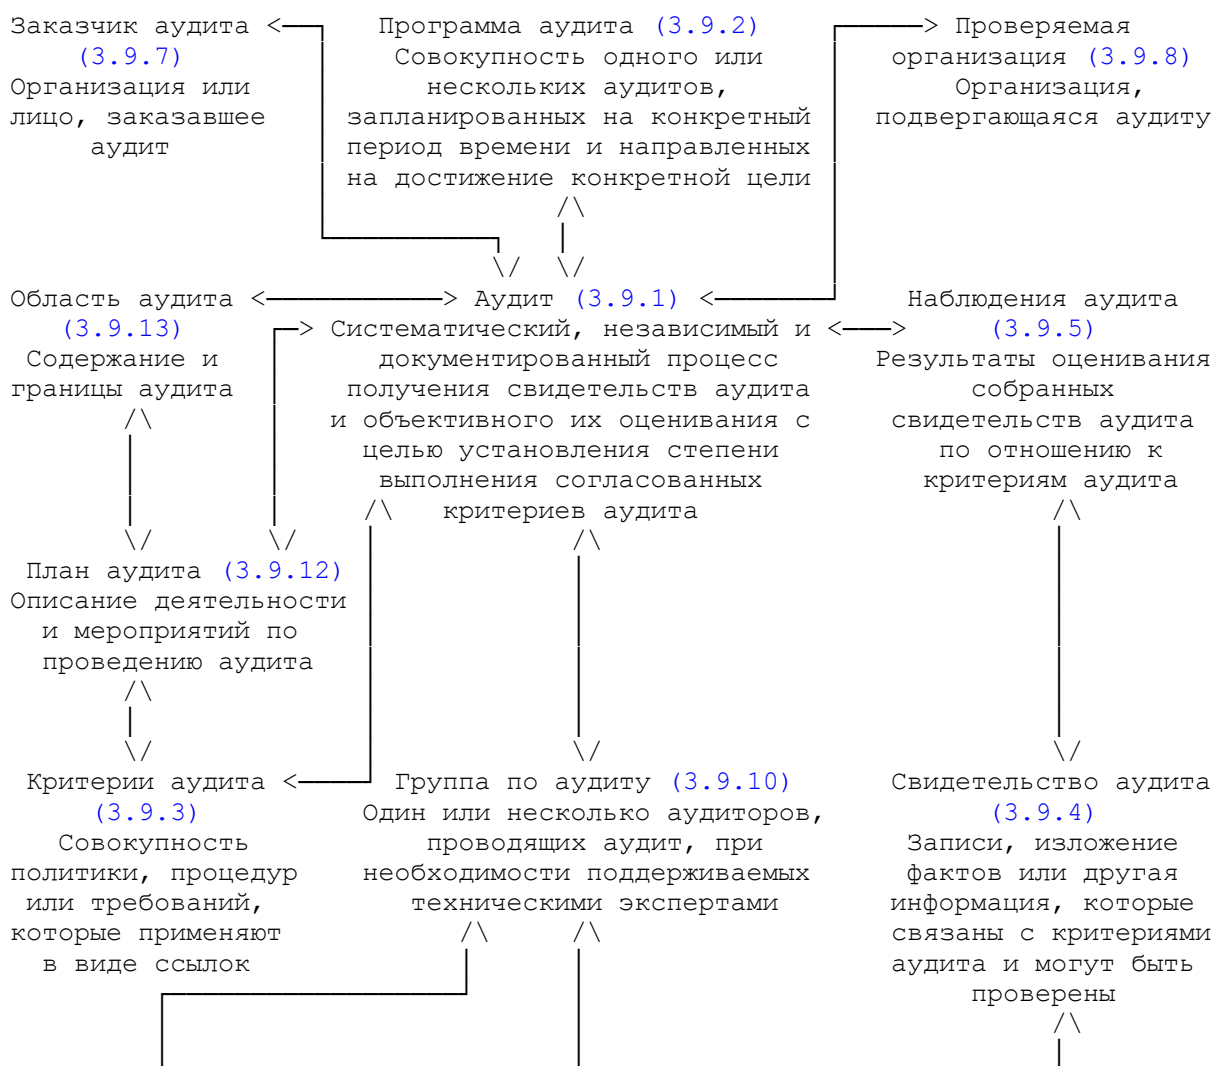 Заказчик аудита
(3.9.7)
Организация или
лицо, заказавшее
аудит
Программа аудита (3.9.2)
Совокупность одного или
нескольких аудитов,
запланированных на конкретный
период времени и направленных
на достижение конкретной цели
Проверяемая
организация (3.9.8)
Организация,
подвергающаяся аудиту
Область аудита
(3.9.13)
Содержание и
границы аудита
Аудит (3.9.1)
Систематический, независимый и
документированный процесс
получения свидетельств аудита
и объективного их оценивания с
целью установления степени
выполнения согласованных
критериев аудита
Наблюдения аудита
(3.9.5)
Результаты оценивания
собранных
свидетельств аудита
по отношению к
критериям аудита
План аудита (3.9.12)
Описание деятельности
и мероприятий по
проведению аудита
Критерии аудита
(3.9.3)
Совокупность
политики, процедур
или требований,
которые применяют
в виде ссылок
Группа по аудиту (3.9.10)
Один или несколько аудиторов,
проводящих аудит, при
необходимости поддерживаемых
техническими экспертами
Свидетельство аудита
(3.9.4)
Записи, изложение
фактов или другая
информация, которые
связаны с критериями
аудита и могут быть
проверены